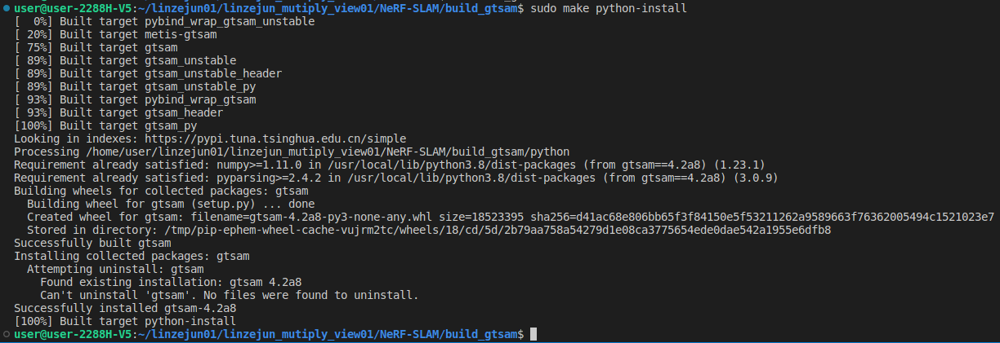 user@user-2288H-V5:~/linzejun01/linzejun_mutiply_view01/NeRF-SLAM/build_gtsam$ sudo make python-install
[  0%] Built target pybind_wrap_gtsam_unstable
[ 20%] Built target metis-gtsam
[ 75%] Built target gtsam
[ 89%] Built target gtsam_unstable
[ 89%] Built target gtsam_unstable_header
[ 89%] Built target gtsam_unstable_py
[ 93%] Built target pybind_wrap_gtsam
[ 93%] Built target gtsam_header
[100%] Built target gtsam_py
Looking in indexes: https://pypi.tuna.tsinghua.edu.cn/simple
Processing /home/user/linzejun01/linzejun_mutiply_view01/NeRF-SLAM/build_gtsam/python
Requirement already satisfied: numpy>=1.11.0 in /usr/local/lib/python3.8/dist-packages (from gtsam==4.2a8) (1.23.1)
Requirement already satisfied: pyparsing>=2.4.2 in /usr/local/lib/python3.8/dist-packages (from gtsam==4.2a8) (3.0.9)
Building wheels for collected packages: gtsam
  Building wheel for gtsam (setup.py) ... done
  Created wheel for gtsam: filename=gtsam-4.2a8-py3-none-any.whl size=18523395 sha256=d41ac68e806bb65f3f84150e5f53211262a9589663f76362005494c1521023e7
  Stored in directory: /tmp/pip-ephem-wheel-cache-vujrm2tc/wheels/18/cd/5d/2b79aa758a54279d1e08ca3775654ede0dae542a1955e6dfb8
Successfully built gtsam
Installing collected packages: gtsam
  Attempting uninstall: gtsam
    Found existing installation: gtsam 4.2a8
    Can't uninstall 'gtsam'. No files were found to uninstall.
Successfully installed gtsam-4.2a8
[100%] Built target python-install
user@user-2288H-V5:~/linzejun01/linzejun_mutiply_view01/NeRF-SLAM/build_gtsam$